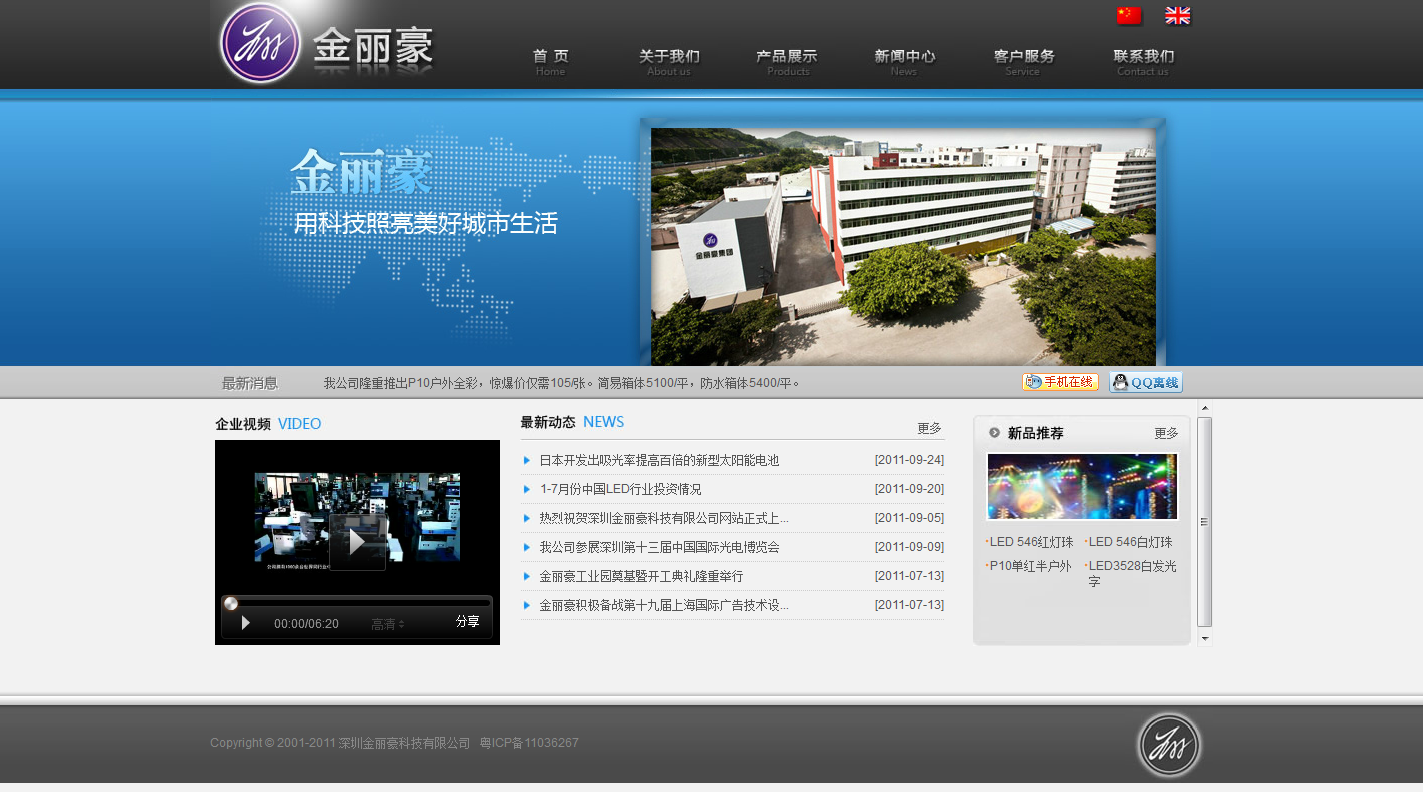 金丽豪
首 页
Home
关于我们
About us
产品展示
Products
新闻中心
News
客户服务
Service
联系我们
Contact us
金丽豪
用科技照亮美好城市生活
金丽豪集团
最新消息
我公司隆重推出P10户外全彩，惊爆价仅需105/张。简易箱体5100/平，防水箱体5400/平。
手机在线
QQ离线
企业视频 VIDEO
00:00/06:20
高清
分享
最新动态 NEWS
更多
日本开发出吸光率提高百倍的新型太阳能电池 [2011-09-24]
1-7月份中国LED行业投资情况 [2011-09-20]
热烈祝贺深圳金丽豪科技有限公司网站正式上... [2011-09-05]
我公司参展深圳第十三届中国国际光电博览会 [2011-09-09]
金丽豪工业园奠基暨开工典礼隆重举行 [2011-07-13]
金丽豪积极备战第十九届上海国际广告技术设... [2011-07-13]
新品推荐 更多
LED 546红灯珠
LED 546白灯珠
P10单红半户外
LED3528白发光
字
Copyright © 2001-2011 深圳金丽豪科技有限公司 粤ICP备11036267